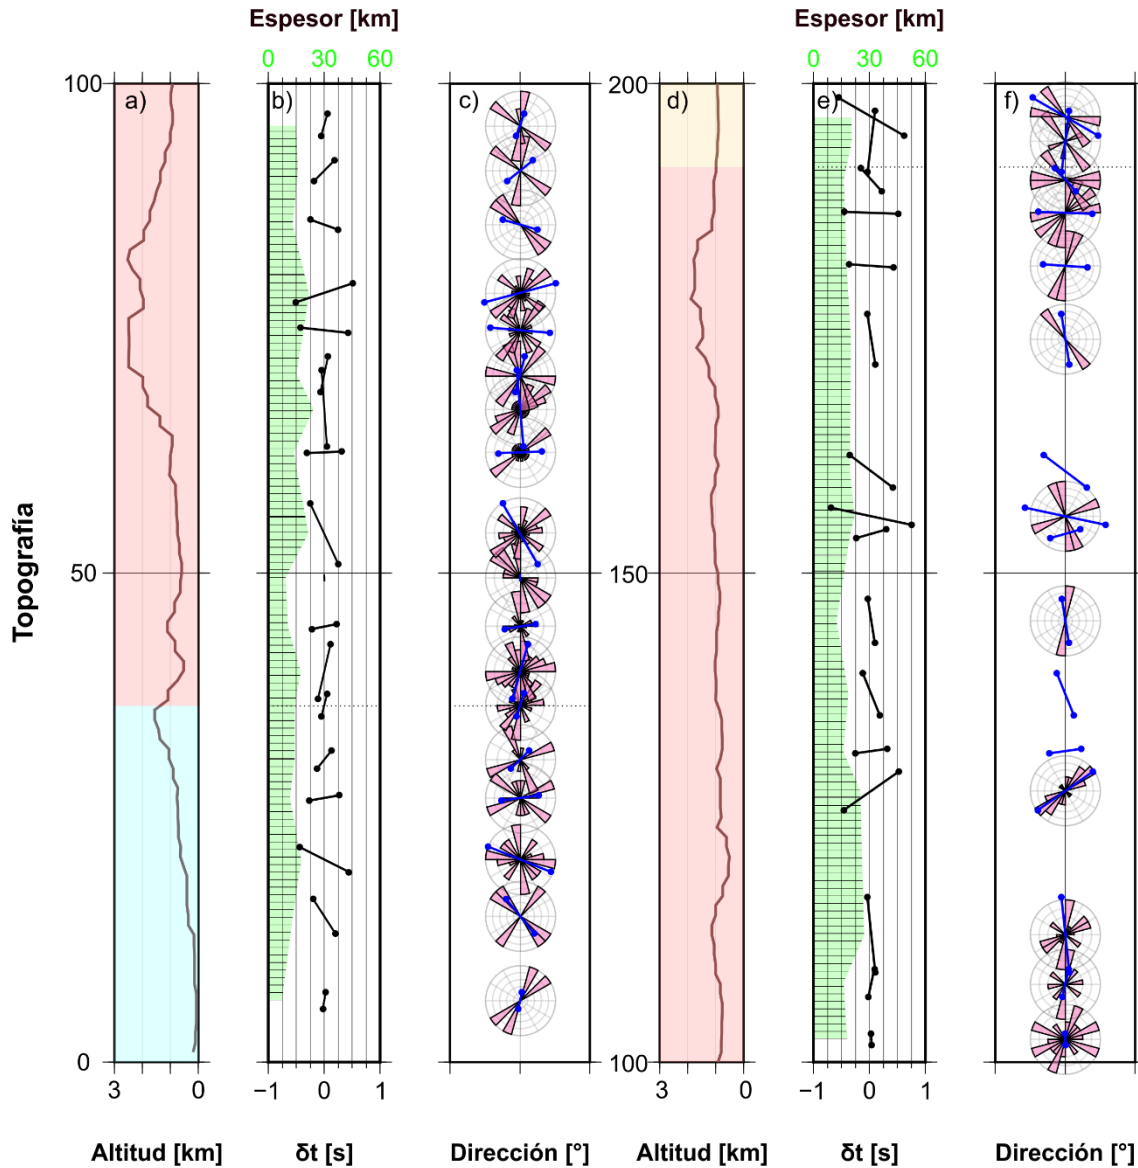 Espesor [km]
Espesor [km]
0 30 60
0 30 60
100
200
a)
b)
c)
d)
e)
f)
Topografía
50
150
0
100
3 0
−1 0 1
3 0
−1 0 1
Altitud [km]
δt [s]
Dirección [°]
Altitud [km]
δt [s]
Dirección [°]